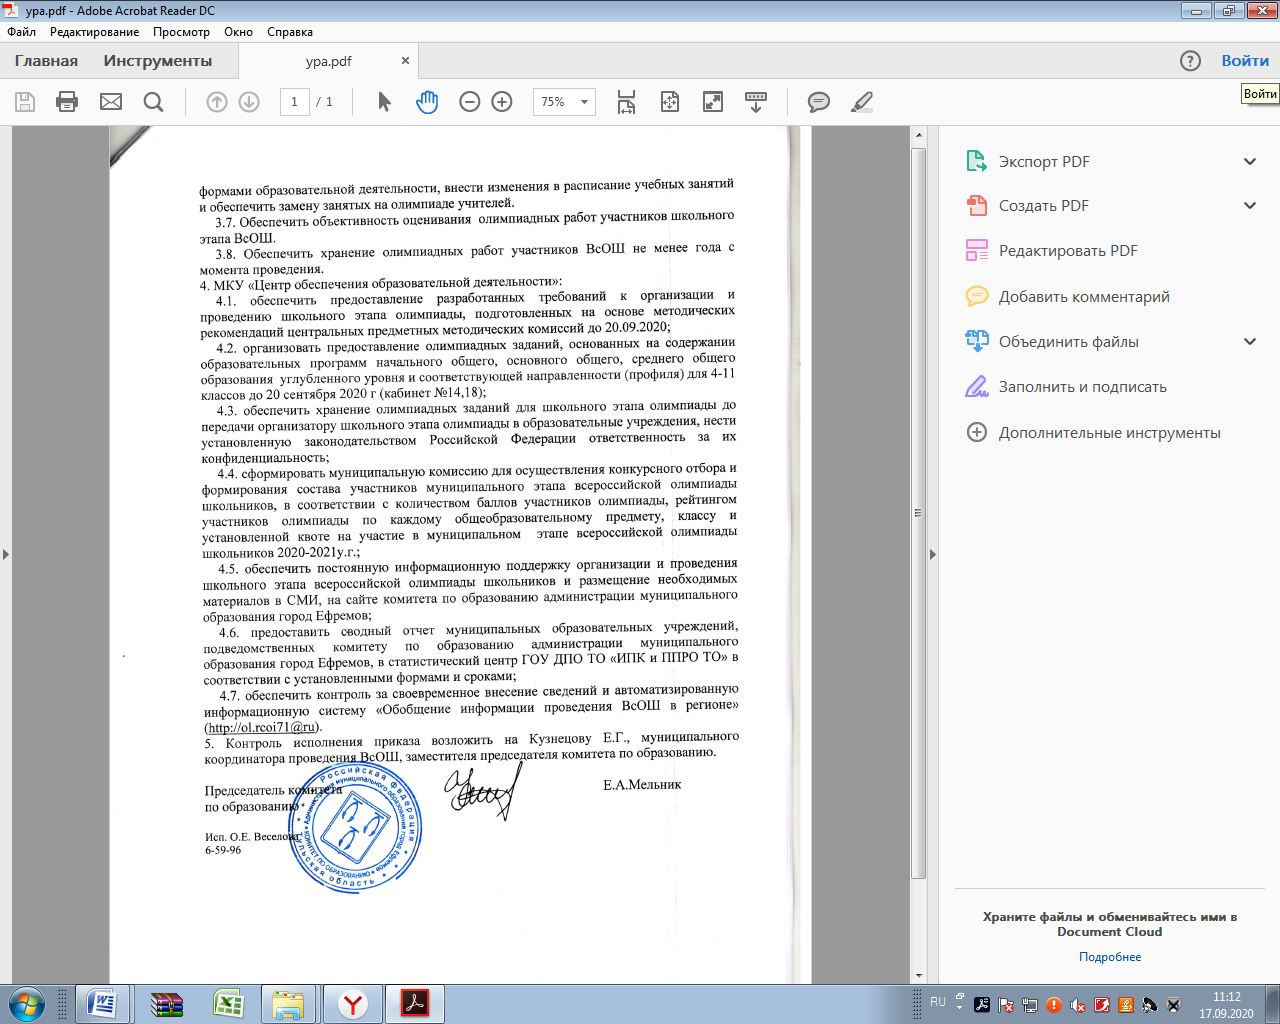 ура.pdf - Adobe Acrobat Reader DC
Файл Редактирование Просмотр Окно Справка
Главная Инструменты ура.pdf × Войти
1 / 1 75%
Войти
формами образовательной деятельности, внести изменения в расписание учебных занятий
и обеспечить замену занятых на олимпиаде учителей.
3.7. Обеспечить объективность оценивания олимпиадных работ участников школьного
этапа ВсОШ.
3.8. Обеспечить хранение олимпиадных работ участников ВсОШ не менее года с
момента проведения.
4. МКУ «Центр обеспечения образовательной деятельности»:
4.1. обеспечить предоставление разработанных требований к организации и
проведению школьного этапа олимпиады, подготовленных на основе методических
рекомендаций центральных предметных методических комиссий до 20.09.2020;
4.2. организовать предоставление олимпиадных заданий, основанных на содержании
образовательных программ начального общего, основного общего, среднего общего
образования углубленного уровня и соответствующей направленности (профиля) для 4-11
классов до 20 сентября 2020 г (кабинет №14,18);
4.3. обеспечить хранение олимпиадных заданий для школьного этапа олимпиады до
передачи организатору школьного этапа олимпиады в образовательные учреждения, нести
установленную законодательством Российской Федерации ответственность за их
конфиденциальность;
4.4. сформировать муниципальную комиссию для осуществления конкурсного отбора и
формирования состава участников муниципального этапа всероссийской олимпиады
школьников, в соответствии с количеством баллов участников олимпиады, рейтингом
участников олимпиады по каждому общеобразовательному предмету, классу и
установленной квоте на участие в муниципальном этапе всероссийской олимпиады
школьников 2020-2021у.г.;
4.5. обеспечить постоянную информационную поддержку организации и проведения
школьного этапа всероссийской олимпиады школьников и размещение необходимых
материалов в СМИ, на сайте комитета по образованию администрации муниципального
образования город Ефремов;
4.6. предоставить сводный отчет муниципальных образовательных учреждений,
подведомственных комитету по образованию администрации муниципального
образования город Ефремов, в статистический центр ГОУ ДПО ТО «ИПК и ППРО ТО» в
соответствии с установленными формами и сроками;
4.7. обеспечить контроль за своевременное внесение сведений и автоматизированную
информационную систему «Обобщение информации проведения ВсОШ в регионе»
(http://ol.rcoi71@ru).
5. Контроль исполнения приказа возложить на Кузнецову Е.Г., муниципального
координатора проведения ВсОШ, заместителя председателя комитета по образованию.
Председатель комитета
по образованию
Е.А.Мельник
Исп. О.Е. Веселова
6-59-96
Российская Федерация
Администрация муниципального образования город Ефремов
КОМИТЕТ ПО ОБРАЗОВАНИЮ
Тульская область
Экспорт PDF
Создать PDF
Редактировать PDF
Добавить комментарий
Объединить файлы
Заполнить и подписать
Дополнительные инструменты
Храните файлы и обменивайтесь ими в
Document Cloud
Подробнее
RU
11:12
17.09.2020